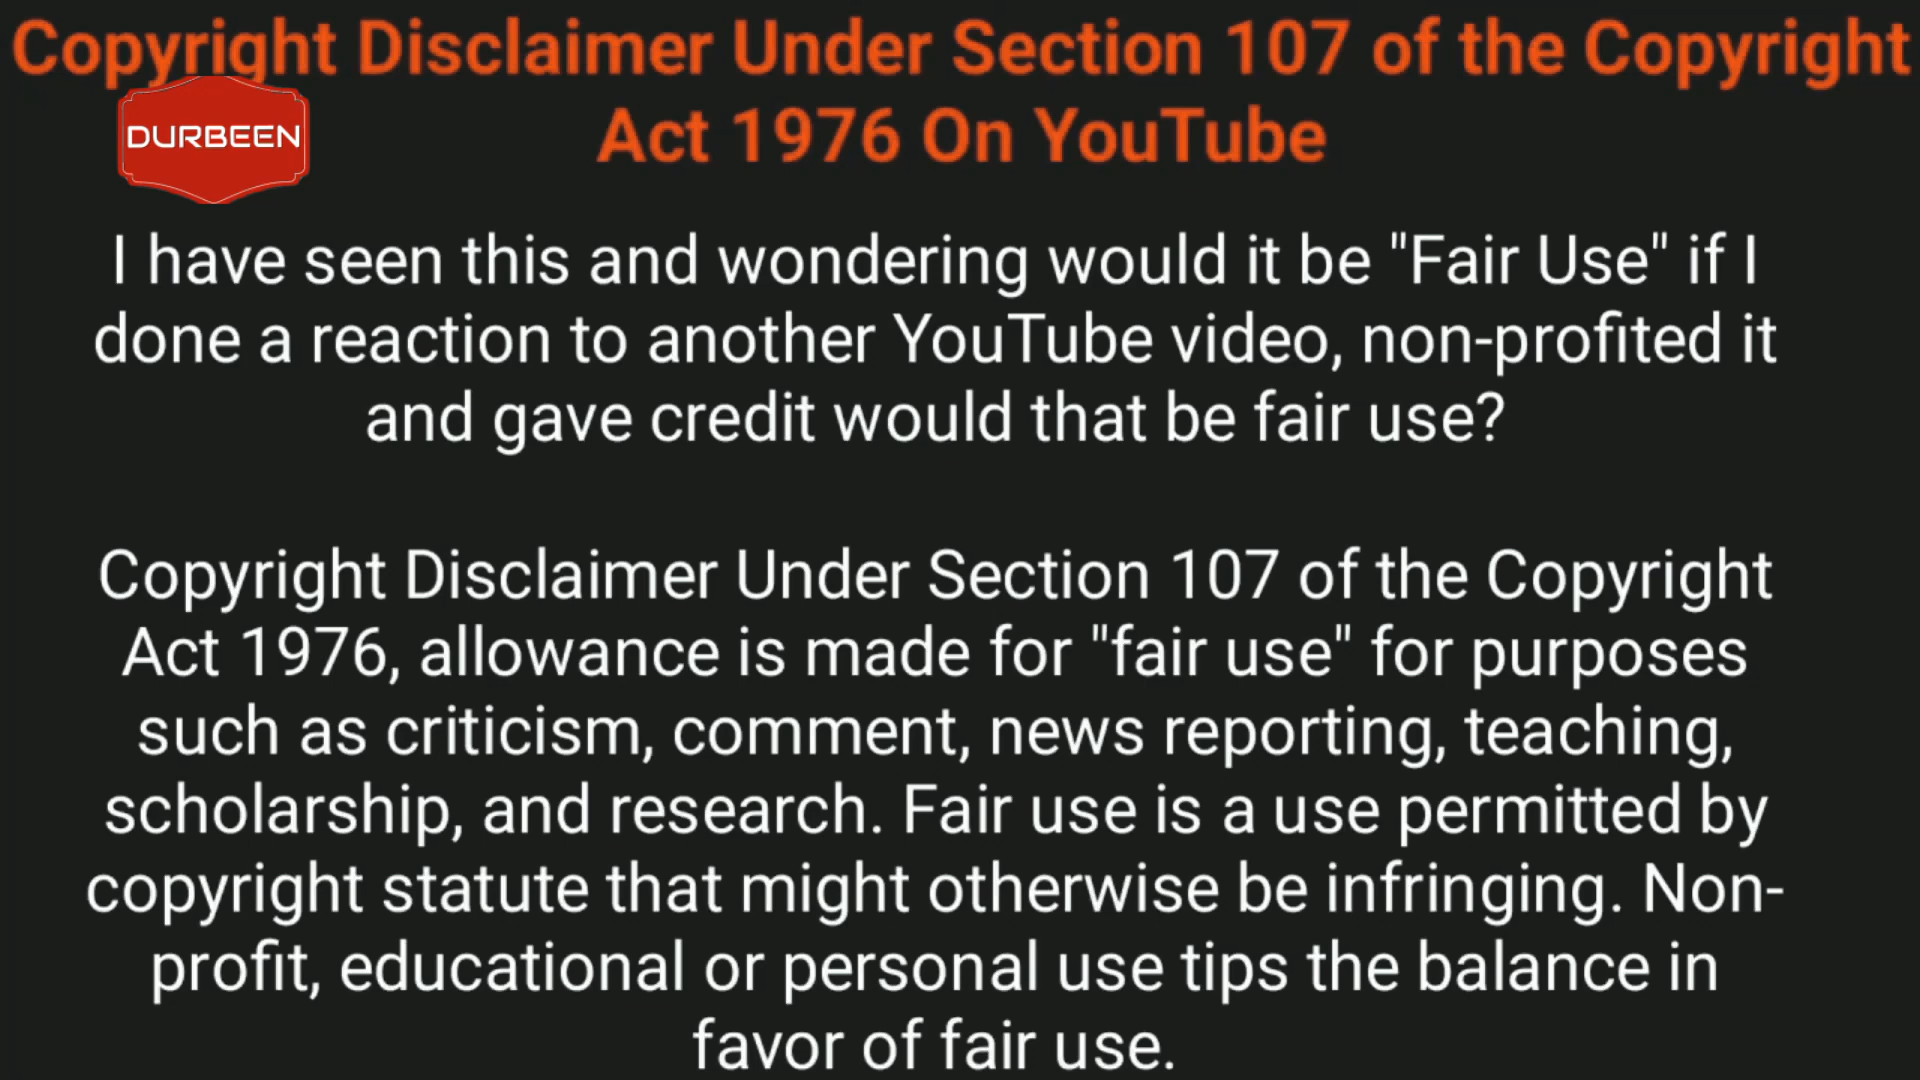 Copyright Disclaimer Under Section 107 of the Copyright
Act 1976 On YouTube
DURBEEN
I have seen this and wondering would it be "Fair Use" if I
done a reaction to another YouTube video, non-profited it
and gave credit would that be fair use?
Copyright Disclaimer Under Section 107 of the Copyright
Act 1976, allowance is made for "fair use" for purposes
such as criticism, comment, news reporting, teaching,
scholarship, and research. Fair use is a use permitted by
copyright statute that might otherwise be infringing. Non-
profit, educational or personal use tips the balance in
favor of fair use.